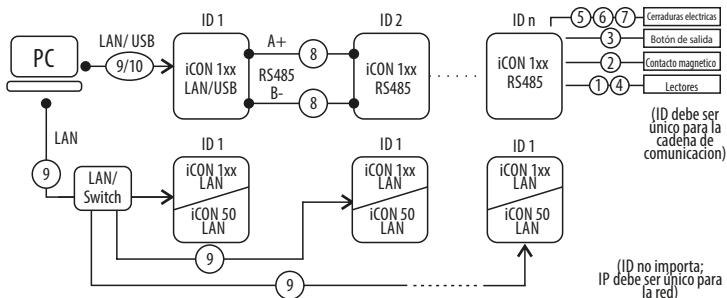 ID 1
ID 2
ID n
5 6 7 Cerraduras electricas
3 Botón de salida
2 Contacto magnetico
1 4 Lectores
PC
LAN/ USB
9/10
iCON 1xx
LAN/USB
A+
8
RS485
B-
8
iCON 1xx
RS485
iCON 1xx
RS485
(ID debe ser
único para la
cadena de
comunicacion)
LAN
9
LAN/
Switch
ID 1
iCON 1xx
LAN
iCON 50
LAN
ID 1
iCON 1xx
LAN
iCON 50
LAN
ID 1
iCON 1xx
LAN
iCON 50
LAN
9
9
(ID no importa;
IP debe ser único para
la red)